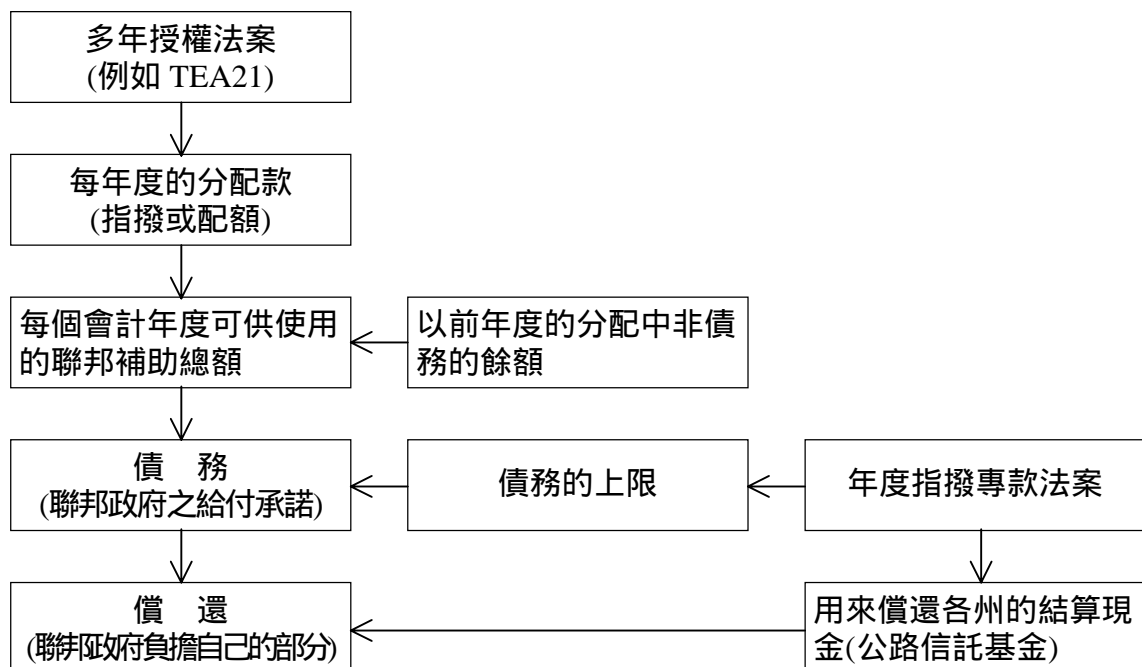 多年授權法案
(例如 TEA21)
每年度的分配款
(指撥或配額)
每個會計年度可供使用
的聯邦補助總額
以前年度的分配中非債
務的餘額
債 務
(聯邦政府之給付承諾)
債務的上限
年度指撥專款法案
償 還
(聯邦政府負擔自己的部分)
用來償還各州的結算現
金(公路信託基金)